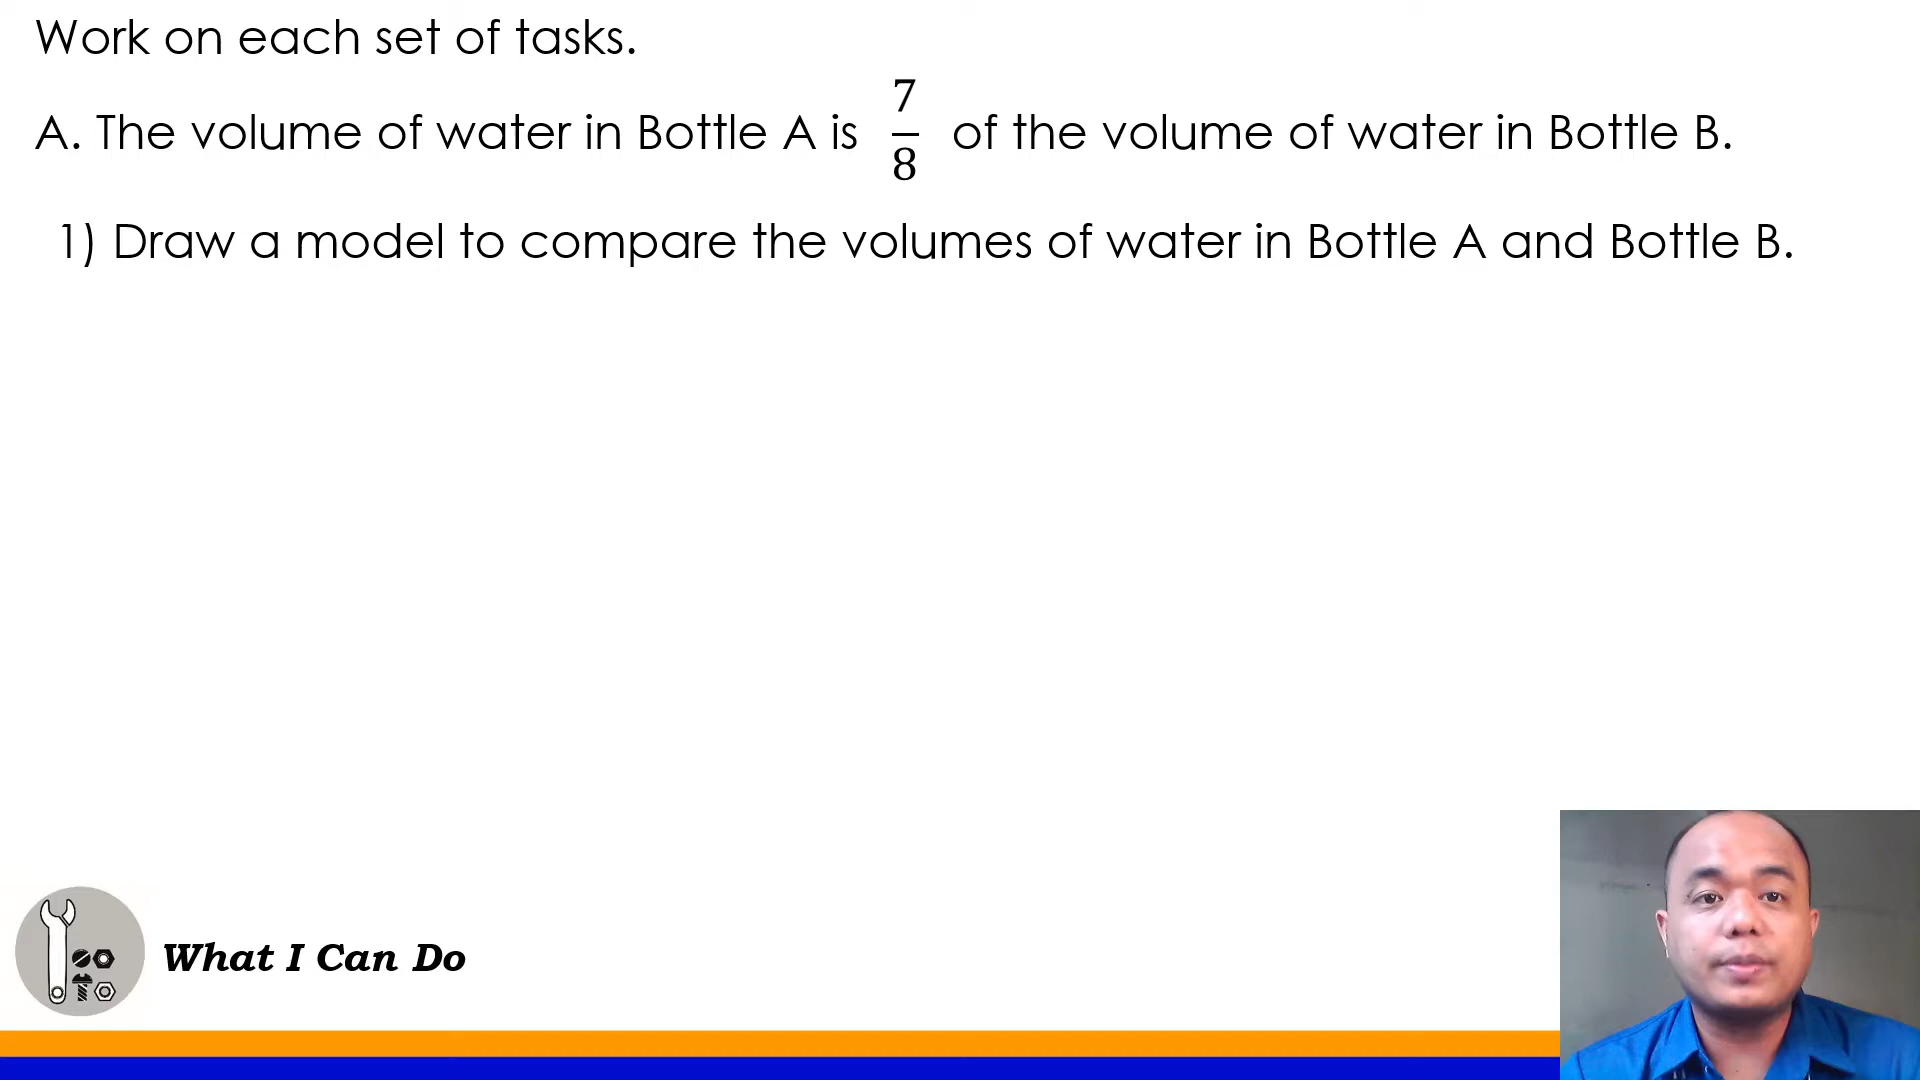 Work on each set of tasks.
A. The volume of water in Bottle A is 7/8 of the volume of water in Bottle B.
1) Draw a model to compare the volumes of water in Bottle A and Bottle B.
What I Can Do